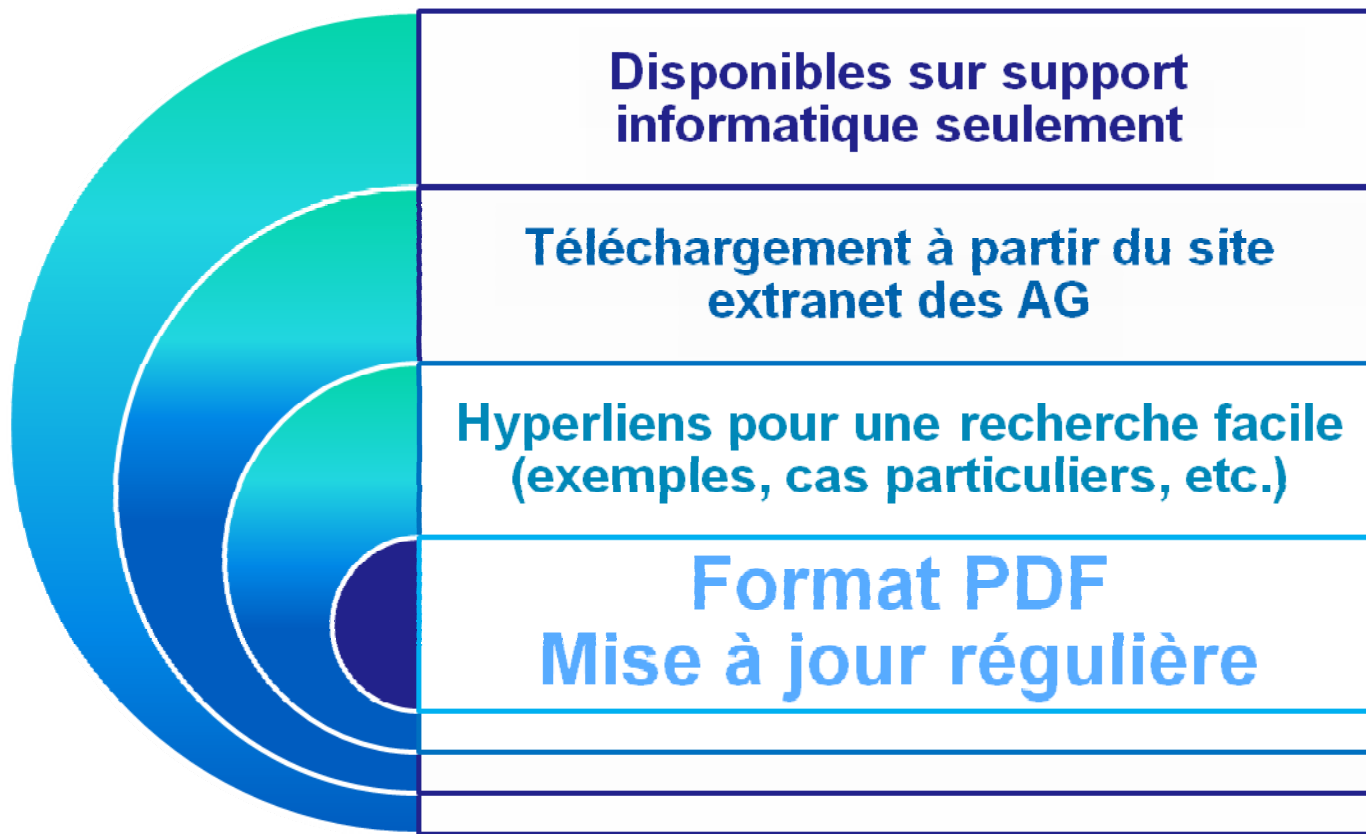 Disponibles sur support
informatique seulement
Téléchargement à partir du site
extranet des AG
Hyperliens pour une recherche facile
(exemples, cas particuliers, etc.)
Format PDF
Mise à jour régulière